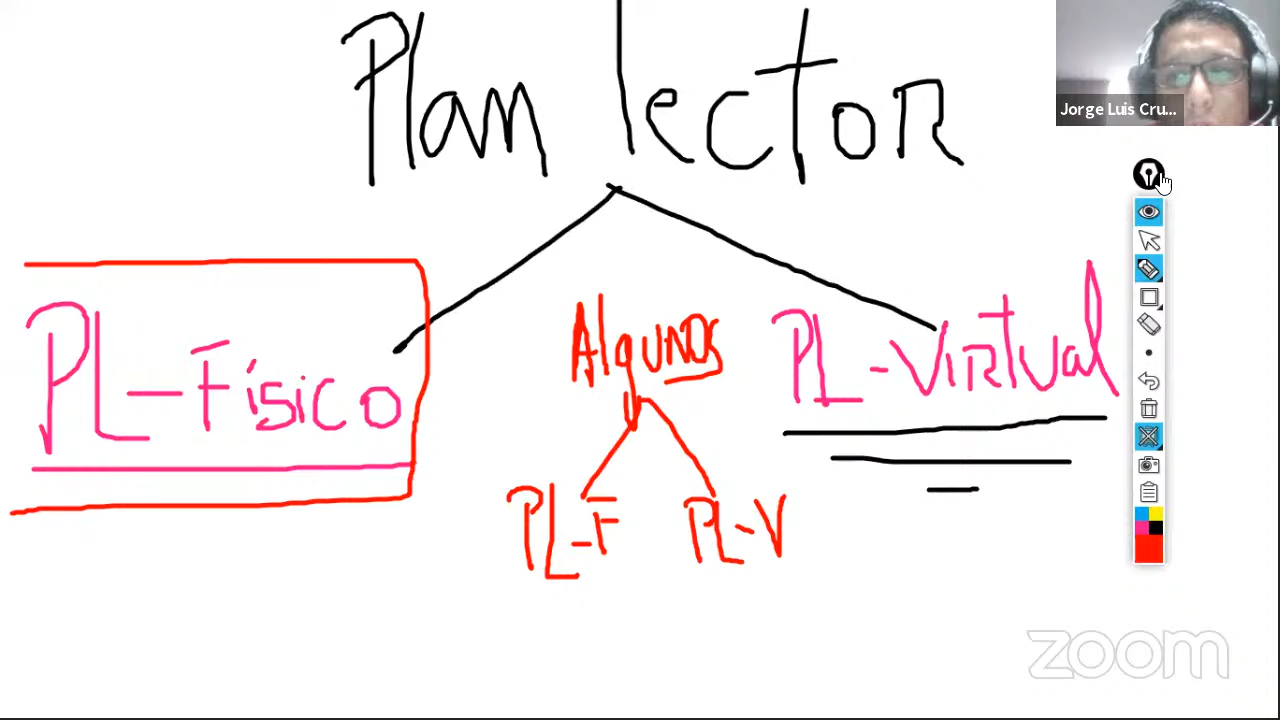 Plan lector
Jorge Luis Cru...
PL-Físico
Algunos
PL-Virtual
PL-F
PL-V
zoom